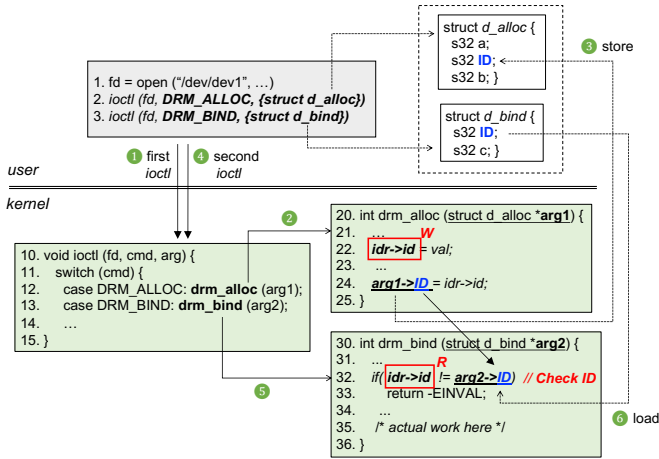 struct d_alloc {
s32 a;
s32 ID;
s32 b; }
3 store
1. fd = open (“/dev/dev1”, …)
2. ioctl (fd, DRM_ALLOC, {struct d_alloc})
3. ioctl (fd, DRM_BIND, {struct d_bind})
struct d_bind {
s32 ID;
s32 c; }
1 first ioctl
4 second ioctl
user
kernel
2
20. int drm_alloc (struct d_alloc *arg1) {
21. ... W
22. idr->id = val;
23. ...
24. arg1->ID = idr->id;
25. }
10. void ioctl (fd, cmd, arg) {
11. switch (cmd) {
12. case DRM_ALLOC: drm_alloc (arg1);
13. case DRM_BIND: drm_bind (arg2);
14. …
15. }
30. int drm_bind (struct d_bind *arg2) {
31. ... R
32. if( idr->id != arg2->ID) // Check ID
33. return -EINVAL;
34. ...
35. /* actual work here */
36. }
5
6 load